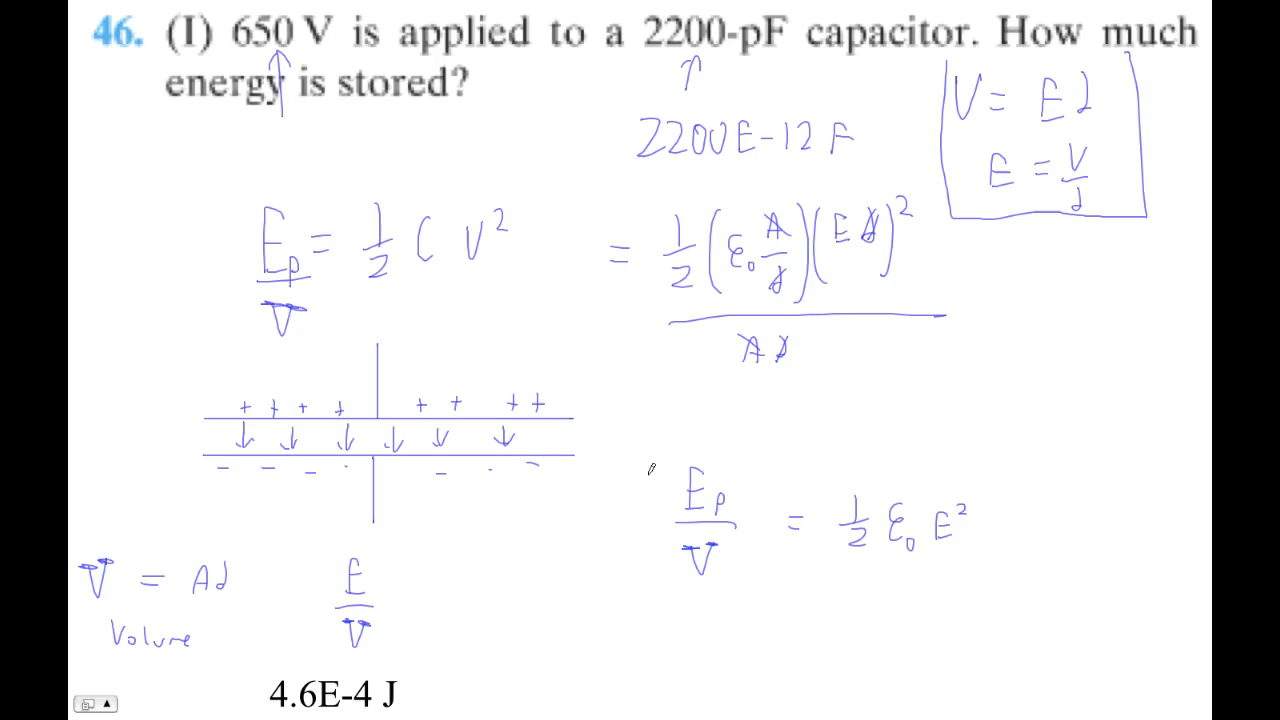 46. (I) 650 V is applied to a 2200-pF capacitor. How much
energy is stored?
V = Ed
2200E-12 F
E = V/d
Ep/V = 1/2 C V² = 1/2 (ε₀ A/d)(E d)² / Ad
+ + + + + + + +
Ep/V = 1/2 ε₀ E²
V = Ad E/V
Volume
4.6E-4 J